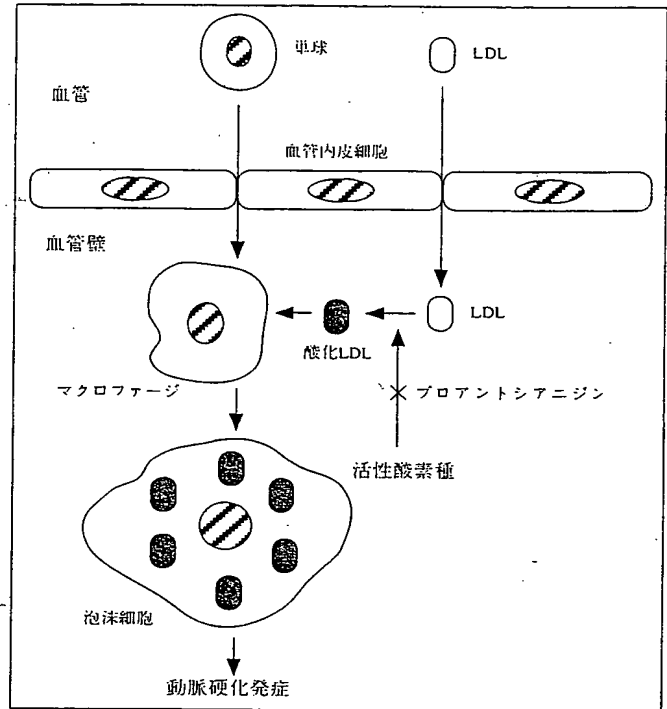 単球
LDL
血管
血管内皮細胞
血管壁
LDL
酸化LDL
マクロファージ
プロアントシアニジン
活性酸素種
泡沫細胞
動脈硬化発症